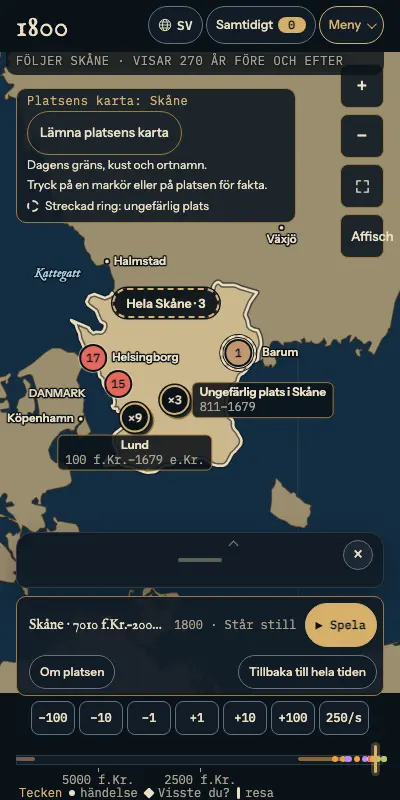 1800
SV
Samtidigt 0
Meny
FÖLJER SKÅNE · VISAR 270 ÅR FÖRE OCH EFTER
Platsens karta: Skåne
Lämna platsens karta
Dagens gräns, kust och ortnamn.
Tryck på en markör eller på platsen för fakta.
Streckad ring: ungefärlig plats
+
−
Affisch
Växjö
Halmstad
Kattegatt
Hela Skåne · 3
17
Helsingborg
1
Barum
15
DANMARK
×3
Ungefärlig plats i Skåne
811–1679
Köpenhamn
×9
Lund
100 f.Kr.–1679 e.Kr.
×
Skåne · 7010 f.Kr.–200…
1800 · Står still
▶ Spela
Om platsen
Tillbaka till hela tiden
−100
−10
−1
+1
+10
+100
250/s
5000 f.Kr.
2500 f.Kr.
Tecken ● händelse ◆ Visste du? | resa